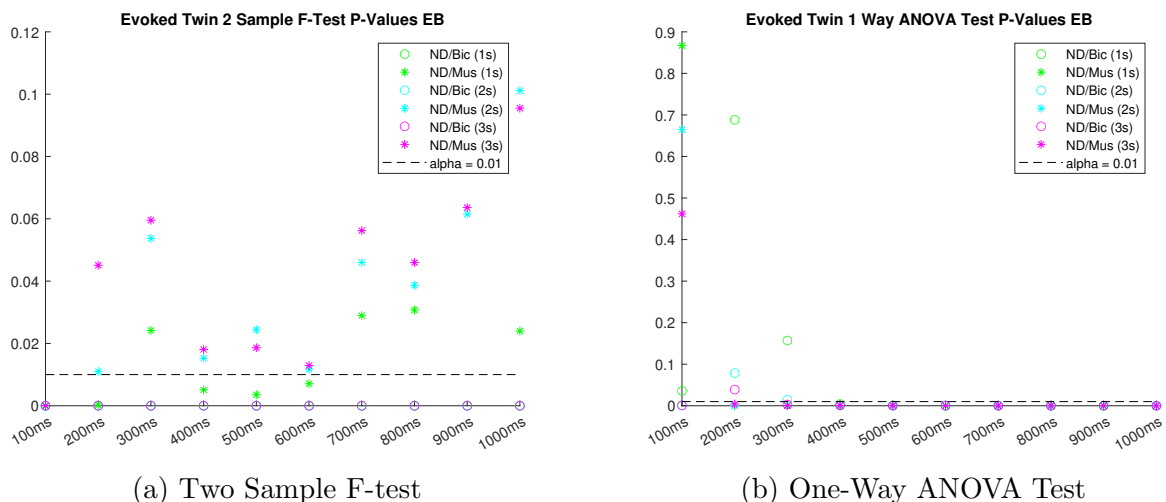 Evoked Twin 2 Sample F-Test P-Values EB
0.12
0.1
0.08
0.06
0.04
0.02
0
100ms
200ms
300ms
400ms
500ms
600ms
700ms
800ms
900ms
1000ms
ND/Bic (1s)
ND/Mus (1s)
ND/Bic (2s)
ND/Mus (2s)
ND/Bic (3s)
ND/Mus (3s)
alpha = 0.01
(a) Two Sample F-test
Evoked Twin 1 Way ANOVA Test P-Values EB
0.9
0.8
0.7
0.6
0.5
0.4
0.3
0.2
0.1
0
100ms
200ms
300ms
400ms
500ms
600ms
700ms
800ms
900ms
1000ms
ND/Bic (1s)
ND/Mus (1s)
ND/Bic (2s)
ND/Mus (2s)
ND/Bic (3s)
ND/Mus (3s)
alpha = 0.01
(b) One-Way ANOVA Test